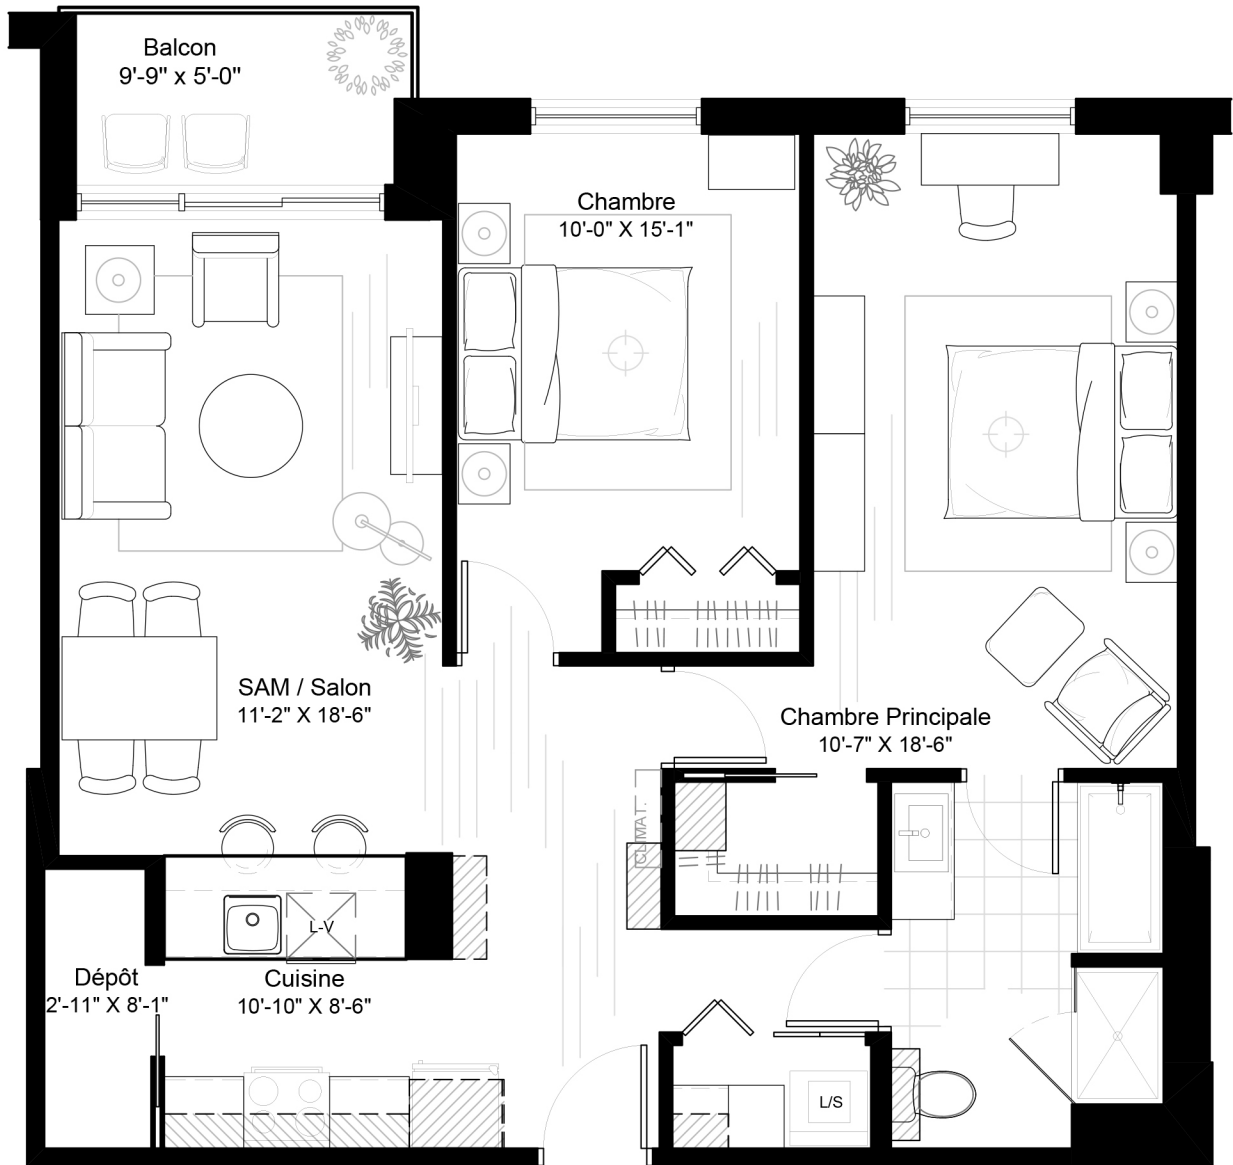 Balcon
9'-9" x 5'-0"
Chambre
10'-0" X 15'-1"
SAM / Salon
11'-2" X 18'-6"
Chambre Principale
10'-7" X 18'-6"
CLIMAT.
L-V
Dépôt
2'-11" X 8'-1"
Cuisine
10'-10" X 8'-6"
L/S